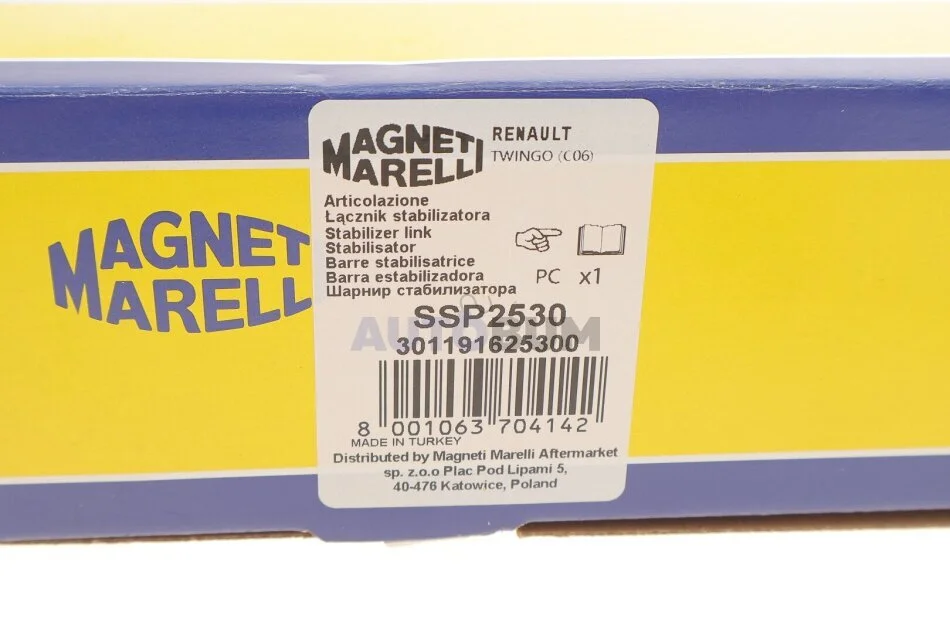 MAGNETI
MARELLI
RENAULT
TWINGO (C06)
Articolazione
Łącznik stabilizatora
Stabilizer link
Stabilisator
Barre stabilisatrice
Barra estabilizadora
Шарнир стабилизатора
PC x1
SSP2530
AUTODUM
301191625300
8 001063 704142
MADE IN TURKEY
Distributed by Magneti Marelli Aftermarket
sp. z.o.o Plac Pod Lipami 5,
40-476 Katowice, Poland
MAGNETI
MARELL